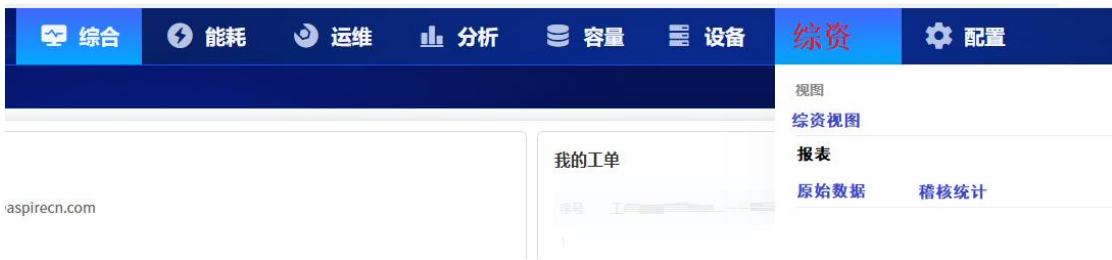 综合 能耗 运维 分析 容量 设备 综资 配置
视图
综资视图
我的工单
报表
原始数据 稽核统计
aspirecn.com